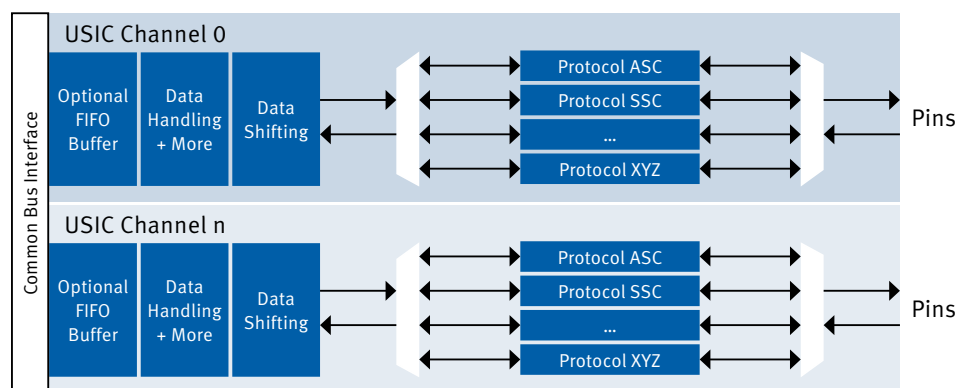 Common Bus Interface
USIC Channel 0
Optional
FIFO
Buffer
Data
Handling
+ More
Data
Shifting
Protocol ASC
Protocol SSC
...
Protocol XYZ
Pins
USIC Channel n
Optional
FIFO
Buffer
Data
Handling
+ More
Data
Shifting
Protocol ASC
Protocol SSC
...
Protocol XYZ
Pins